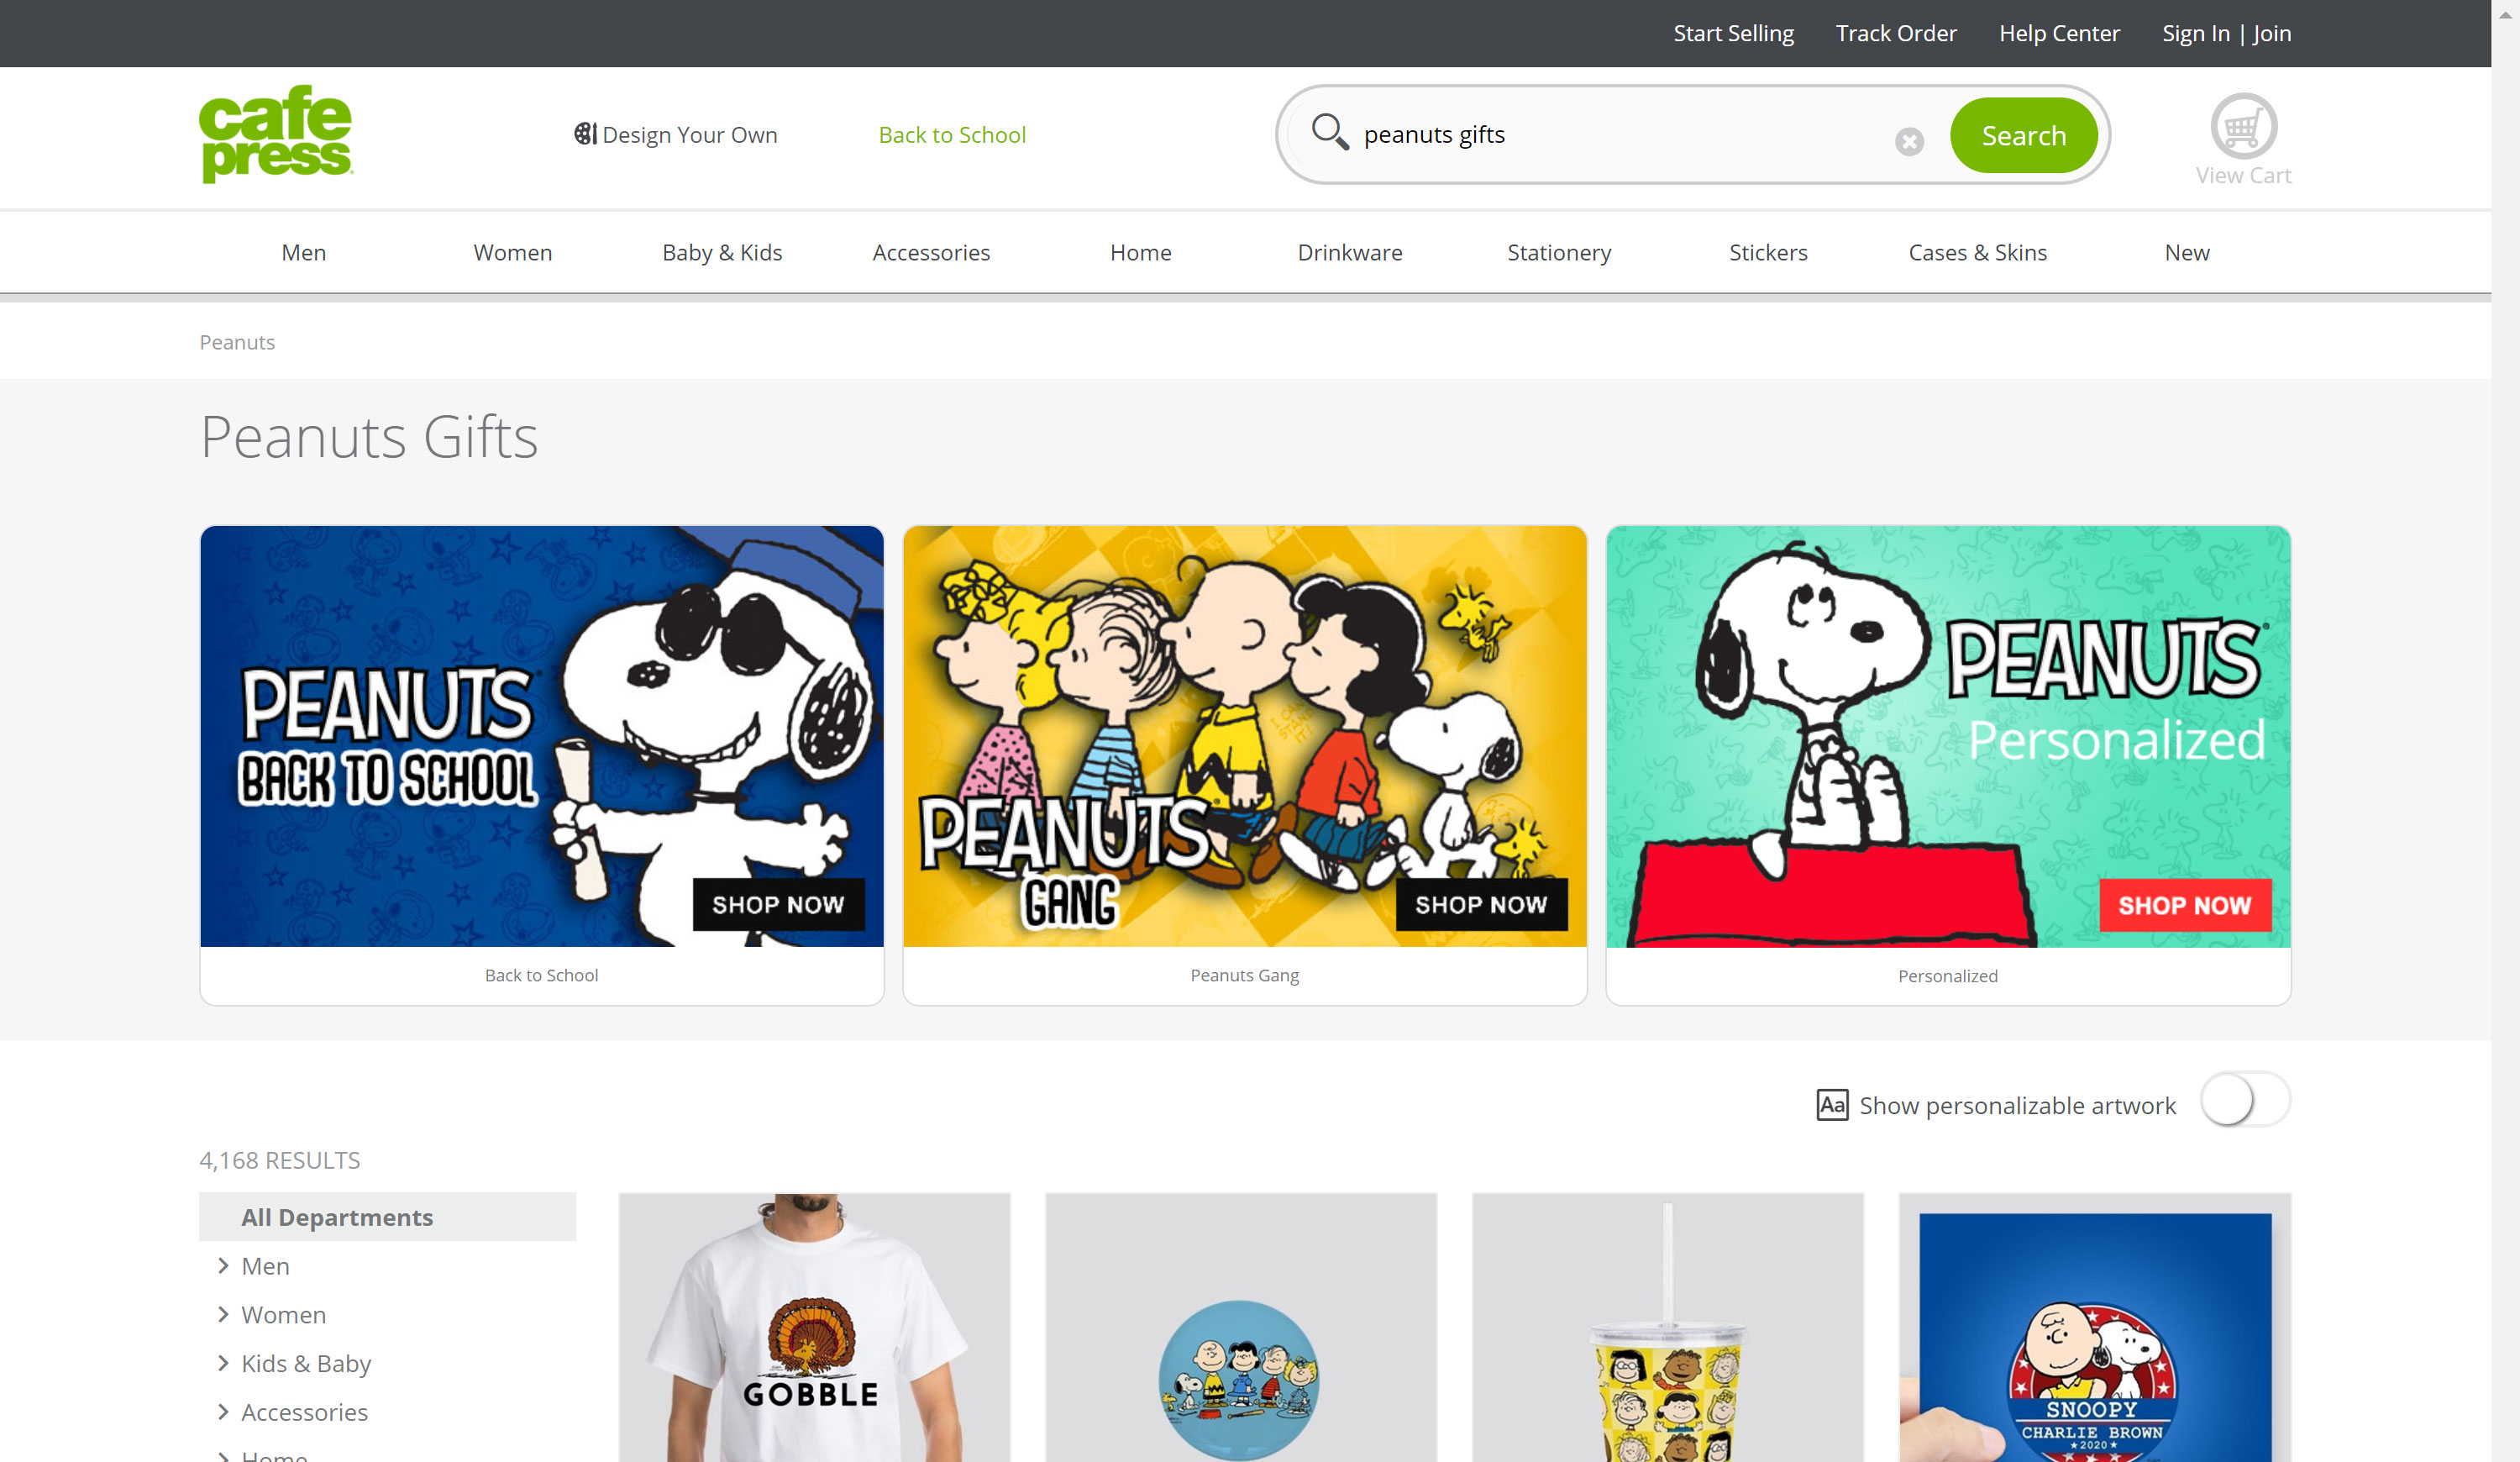 Start Selling
Track Order
Help Center
Sign In | Join
cafe
press
Design Your Own
Back to School
peanuts gifts
Search
View Cart
Men
Women
Baby & Kids
Accessories
Home
Drinkware
Stationery
Stickers
Cases & Skins
New
Peanuts
Peanuts Gifts
PEANUTS
BACK TO SCHOOL
SHOP NOW
Back to School
PEANUTS
GANG
SHOP NOW
Peanuts Gang
PEANUTS
Personalized
SHOP NOW
Personalized
Aa Show personalizable artwork
4,168 RESULTS
All Departments
Men
Women
Kids & Baby
Accessories
Home
GOBBLE
SNOOPY
CHARLIE BROWN
★2020★